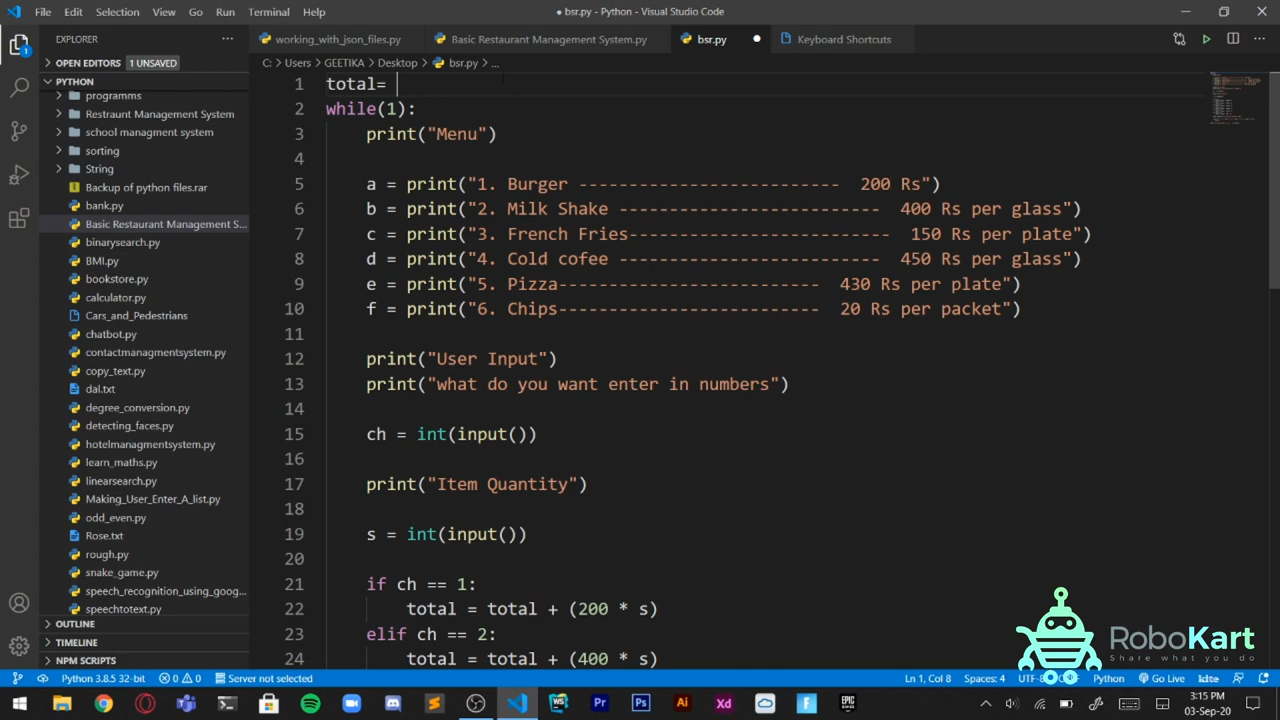 File Edit Selection View Go Run Terminal Help
● bsr.py - Python - Visual Studio Code
EXPLORER
OPEN EDITORS 1 UNSAVED
PYTHON
programms
Restraunt Management System
school managment system
sorting
String
Backup of python files.rar
bank.py
Basic Restaurant Management S...
binarysearch.py
BMI.py
bookstore.py
calculator.py
Cars_and_Pedestrians
chatbot.py
contactmanagmentsystem.py
copy_text.py
dal.txt
degree_conversion.py
detecting_faces.py
hotelmanagmentsystem.py
learn_maths.py
linearsearch.py
Making_User_Enter_A_list.py
odd_even.py
Rose.txt
rough.py
snake_game.py
speech_recognition_using_goog...
speechtotext.py
OUTLINE
TIMELINE
NPM SCRIPTS
working_with_json_files.py Basic Restaurant Management System.py bsr.py Keyboard Shortcuts
C: > Users > GEETIKA > Desktop > bsr.py > ...
1 total=
2 while(1):
3 print("Menu")
4
5 a = print("1. Burger -------------------------- 200 Rs")
6 b = print("2. Milk Shake -------------------------- 400 Rs per glass")
7 c = print("3. French Fries-------------------------- 150 Rs per plate")
8 d = print("4. Cold cofee -------------------------- 450 Rs per glass")
9 e = print("5. Pizza-------------------------- 430 Rs per plate")
10 f = print("6. Chips-------------------------- 20 Rs per packet")
11
12 print("User Input")
13 print("what do you want enter in numbers")
14
15 ch = int(input())
16
17 print("Item Quantity")
18
19 s = int(input())
20
21 if ch == 1:
22 total = total + (200 * s)
23 elif ch == 2:
24 total = total + (400 * s)
RoboKart
Share what you do
Python 3.8.5 32-bit 0 0 Server not selected Ln 1, Col 8 Spaces: 4 Python Go Live
3:15 PM
03-Sep-20